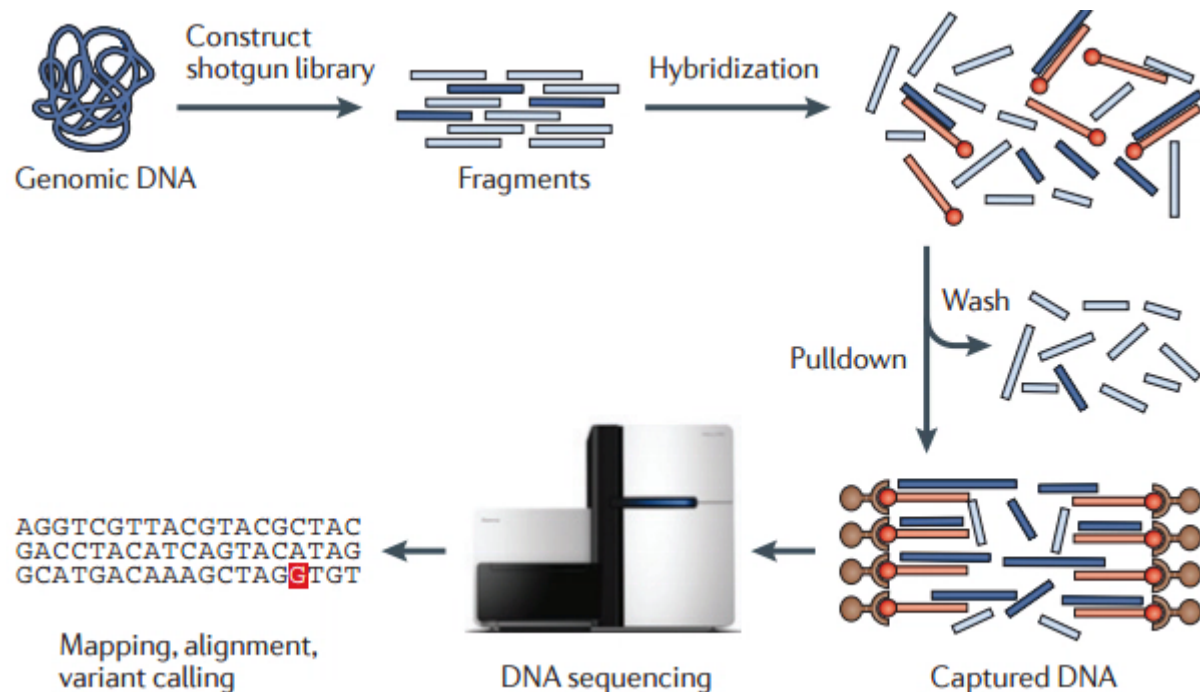 Construct
shotgun library
Hybridization
Genomic DNA
Fragments
Wash
Pulldown
AGGTCGTTACGTACGCTAC
GACCTACATCAGTACATAG
GCATGACAAAGCTAGGTGT
Mapping, alignment,
variant calling
DNA sequencing
Captured DNA